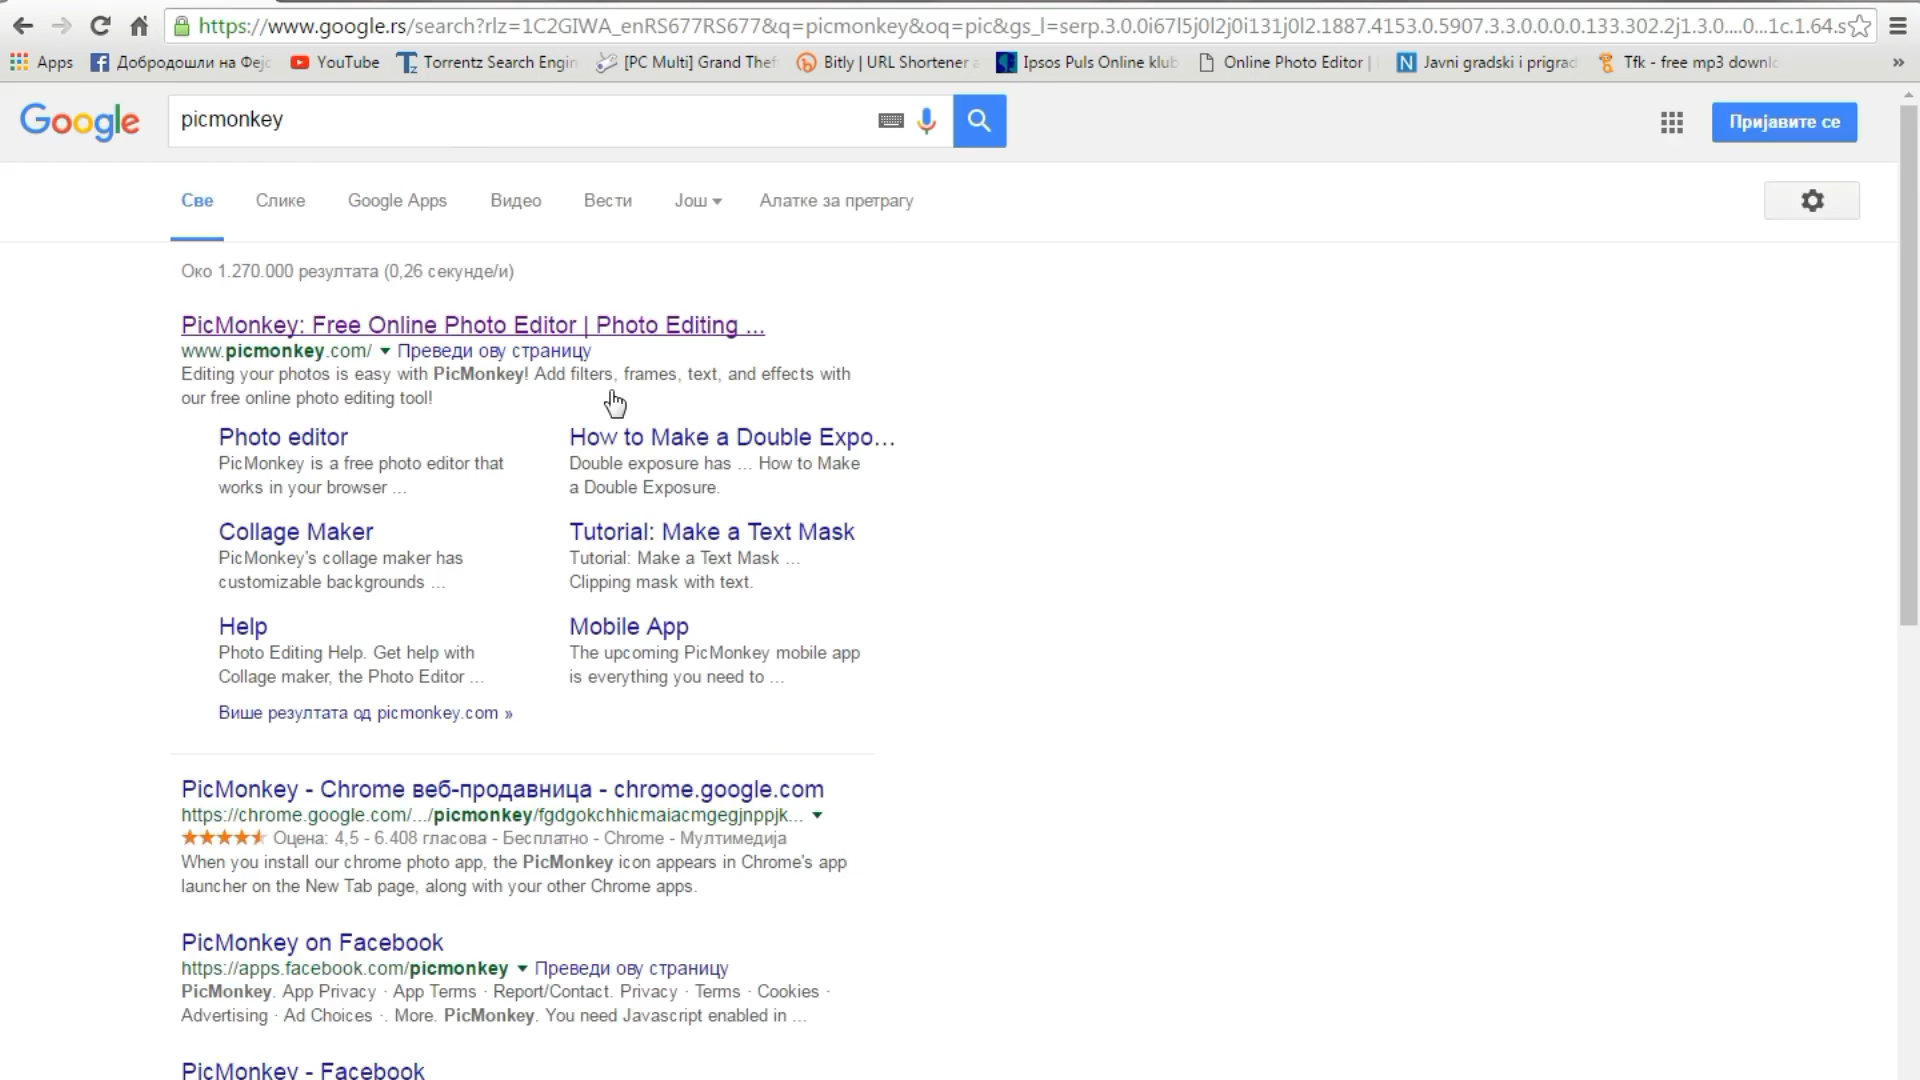 https://www.google.rs/search?rlz=1C2GIWA_enRS677RS677&q=picmonkey&oq=pic&gs_l=serp.3.0.0i67l5j0l2j0i131j0l2.1887.4153.0.5907.3.3.0.0.0.0.133.302.2j1.3.0....0...1c.1.64.s
Apps Добродошли на Фејс YouTube Torrentz Search Engin [PC Multi] Grand Thef Bitly | URL Shortener Ipsos Puls Online klub Online Photo Editor | Javni gradski i prigrad Tfk - free mp3 downlo »
Google picmonkey Пријавите се
Све Слике Google Apps Видео Вести Још Алатке за претрагу
Око 1.270.000 резултата (0,26 секунде/и)
PicMonkey: Free Online Photo Editor | Photo Editing ...
www.picmonkey.com/ Преведи ову страницу
Editing your photos is easy with PicMonkey! Add filters, frames, text, and effects with
our free online photo editing tool!
Photo editor
PicMonkey is a free photo editor that
works in your browser ...
How to Make a Double Expo...
Double exposure has ... How to Make
a Double Exposure.
Collage Maker
PicMonkey's collage maker has
customizable backgrounds ...
Tutorial: Make a Text Mask
Tutorial: Make a Text Mask ...
Clipping mask with text.
Help
Photo Editing Help. Get help with
Collage maker, the Photo Editor ...
Mobile App
The upcoming PicMonkey mobile app
is everything you need to ...
Више резултата од picmonkey.com »
PicMonkey - Chrome веб-продавница - chrome.google.com
https://chrome.google.com/.../picmonkey/fgdgokchhicmaiacmgegjnppjk...
Оцена: 4,5 - 6.408 гласова - Бесплатно - Chrome - Мултимедија
When you install our chrome photo app, the PicMonkey icon appears in Chrome's app
launcher on the New Tab page, along with your other Chrome apps.
PicMonkey on Facebook
https://apps.facebook.com/picmonkey Преведи ову страницу
PicMonkey. App Privacy · App Terms · Report/Contact. Privacy · Terms · Cookies ·
Advertising · Ad Choices ·. More. PicMonkey. You need Javascript enabled in ...
PicMonkey - Facebook